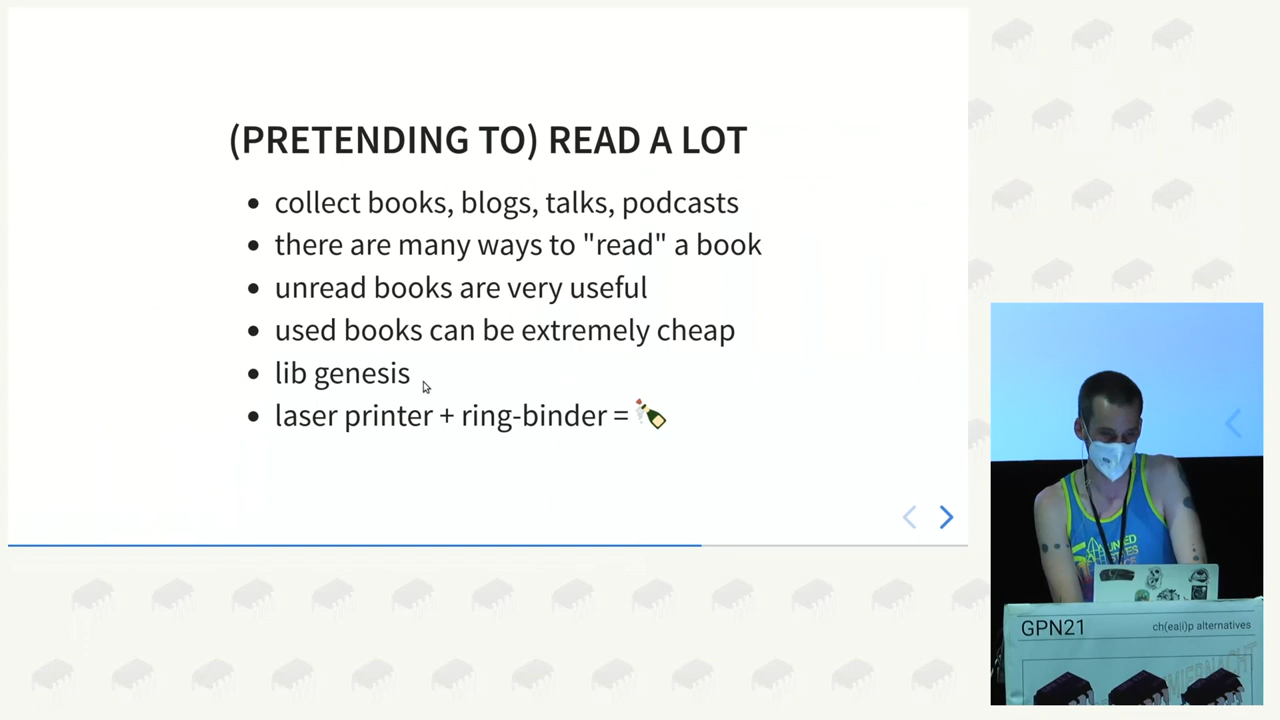 (PRETENDING TO) READ A LOT
collect books, blogs, talks, podcasts
there are many ways to "read" a book
unread books are very useful
used books can be extremely cheap
lib genesis
laser printer + ring-binder =
GPN21
ch(ea|i)p alternatives